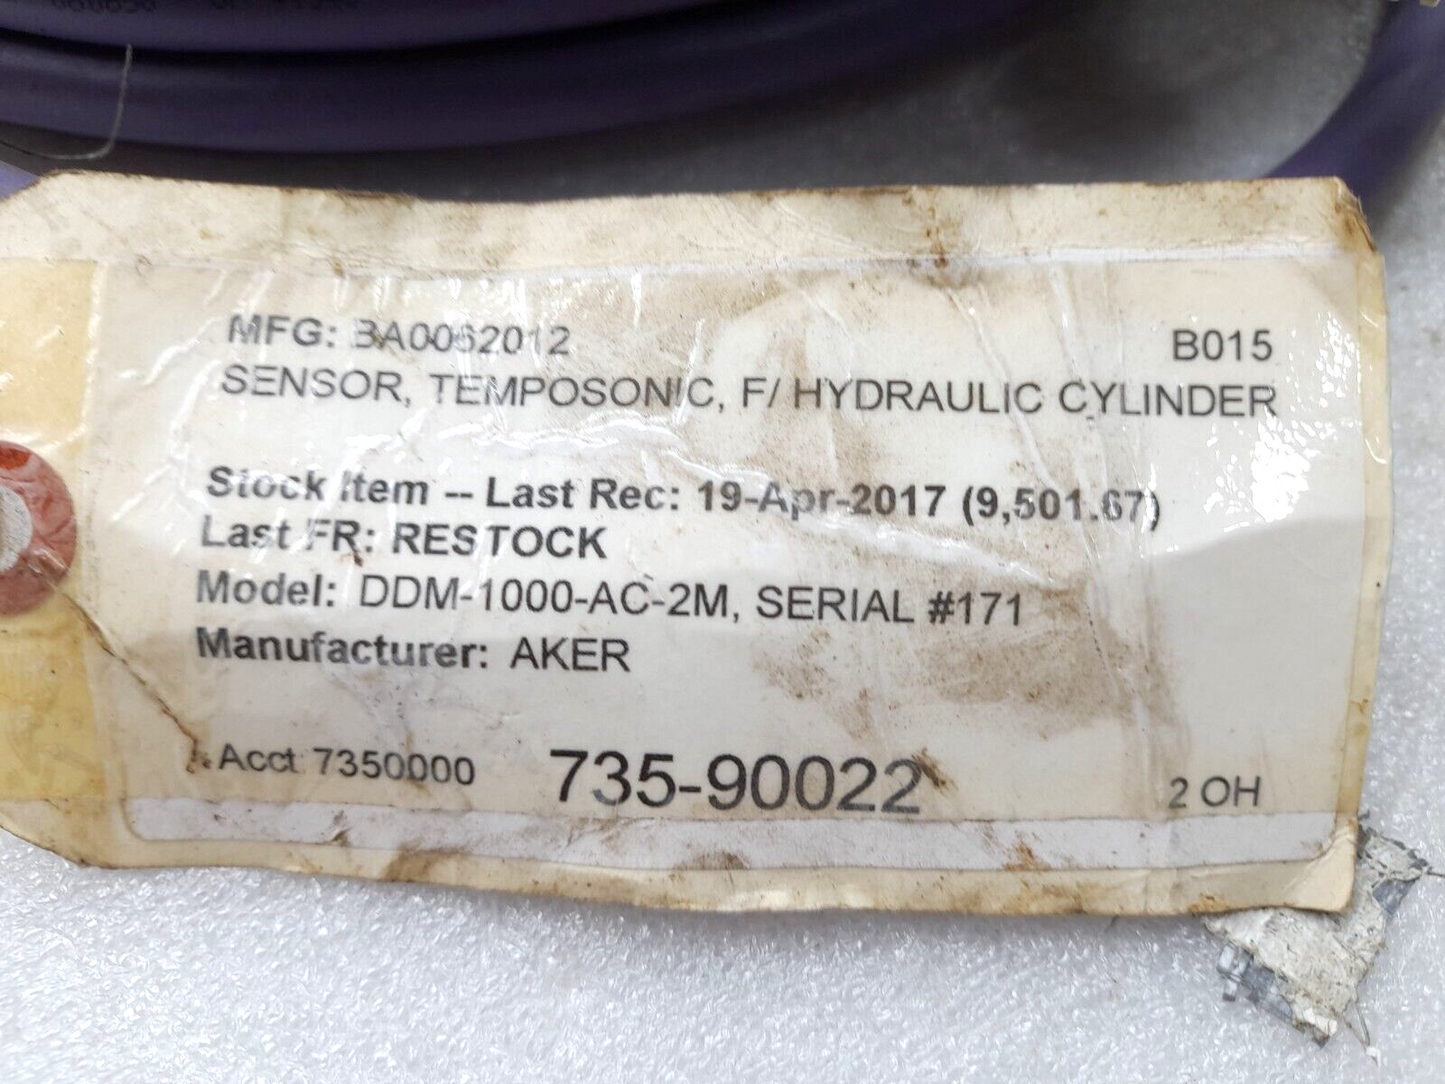 MFG: BA0062012 B015
SENSOR, TEMPOSONIC, F/ HYDRAULIC CYLINDER
Stock Item -- Last Rec: 19-Apr-2017 (9,501.67)
Last FR: RESTOCK
Model: DDM-1000-AC-2M, SERIAL #171
Manufacturer: AKER
Acct 7350000 735-90022 2 OH